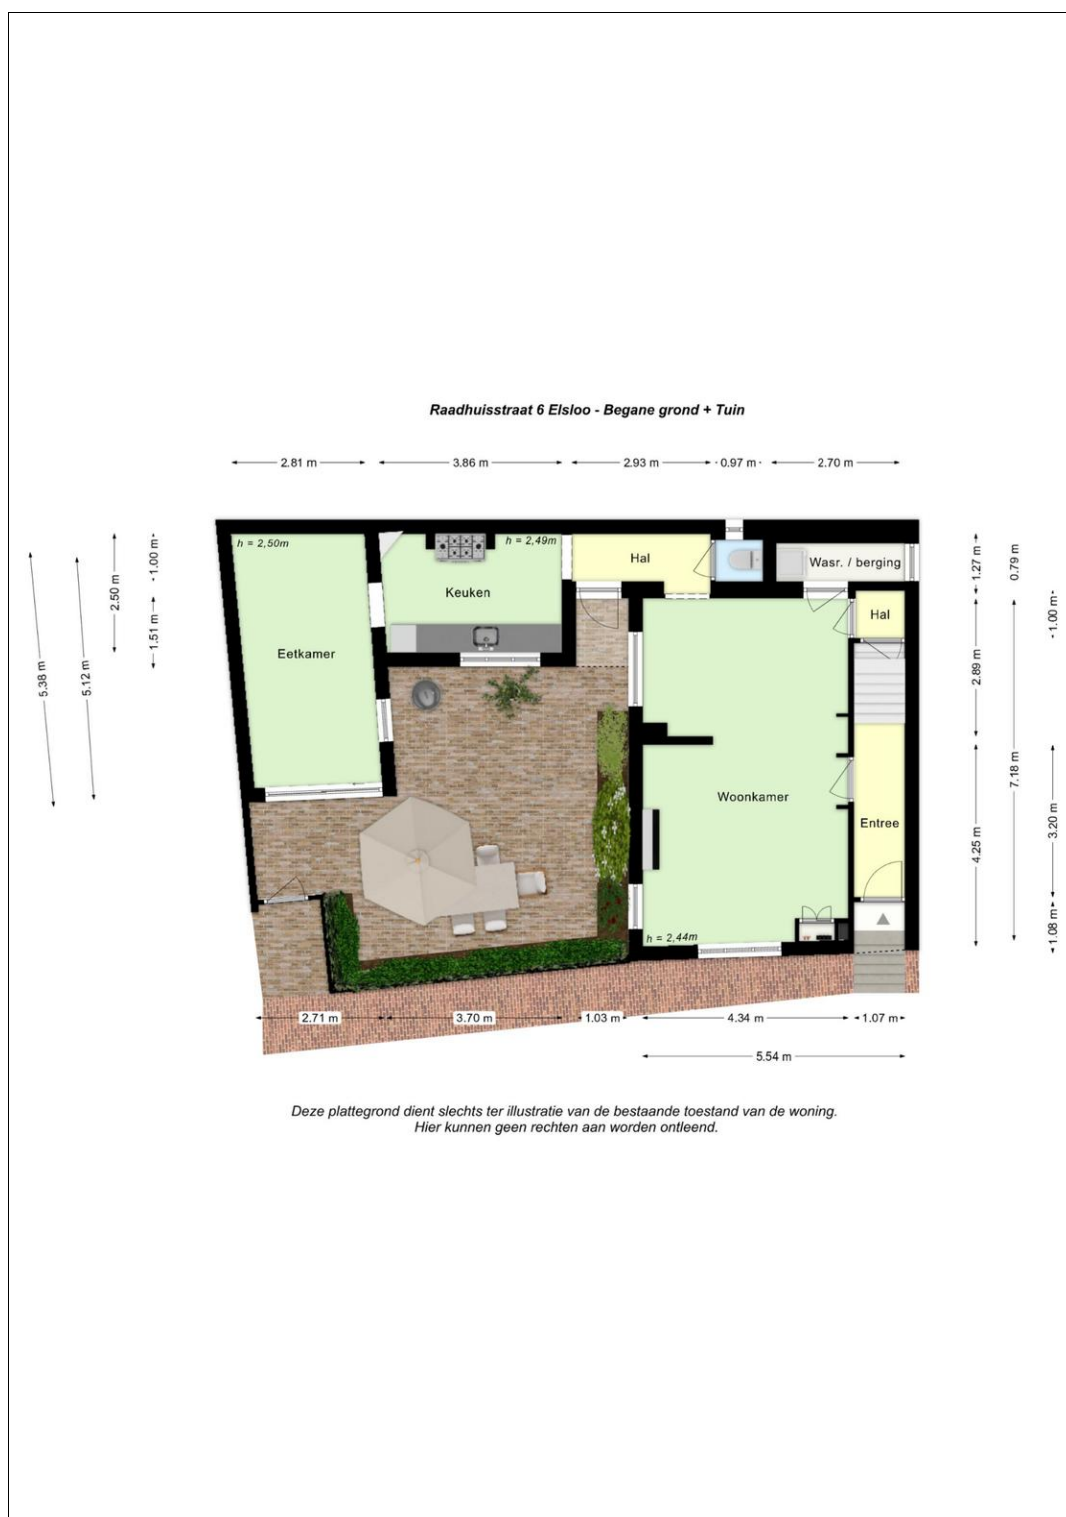 Raadhuisstraat 6 Elsloo - Begane grond + Tuin
2.81 m
3.86 m
2.93 m
0.97 m
2.70 m
h = 2,50m
h = 2,49m
Hal
Wasr. / berging
Keuken
Hal
Eetkamer
Woonkamer
Entree
h = 2,44m
5.38 m
5.12 m
2.50 m
1.00 m
1.51 m
1.27 m
0.79 m
1.00 m
2.89 m
7.18 m
4.25 m
3.20 m
1.08 m
2.71 m
3.70 m
1.03 m
4.34 m
1.07 m
5.54 m
Deze plattegrond dient slechts ter illustratie van de bestaande toestand van de woning.
Hier kunnen geen rechten aan worden ontleend.